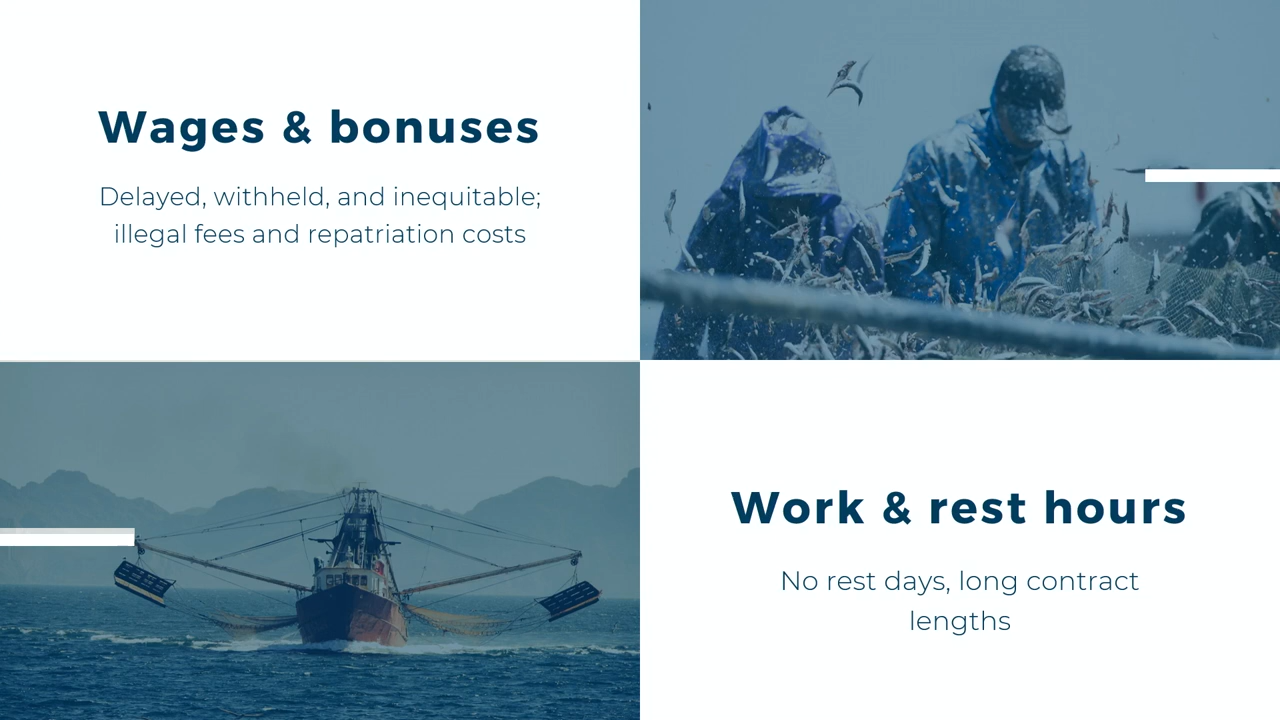 Wages & bonuses
Delayed, withheld, and inequitable;
illegal fees and repatriation costs
Work & rest hours
No rest days, long contract
lengths